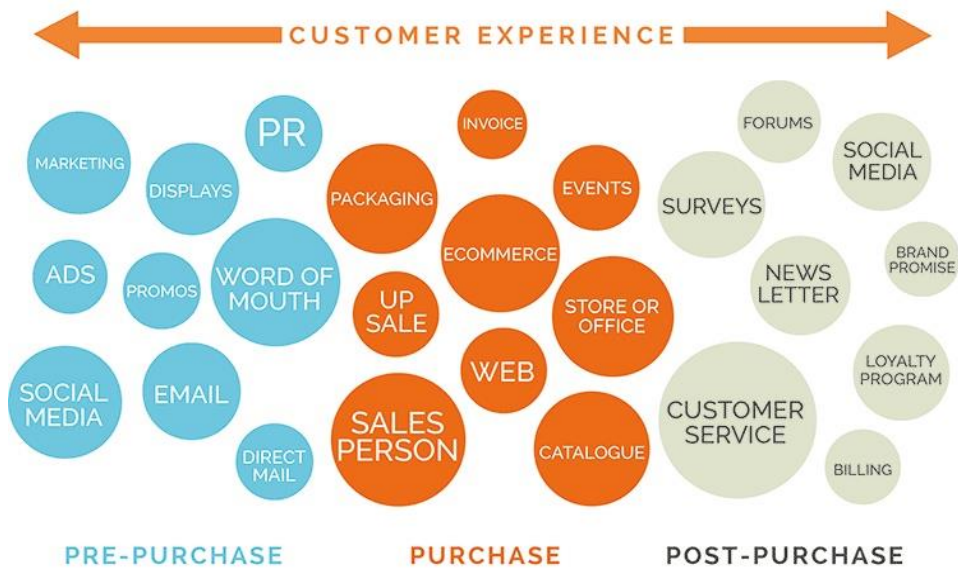 CUSTOMER EXPERIENCE
MARKETING
DISPLAYS
PR
ADS
PROMOS
WORD OF
MOUTH
SOCIAL
MEDIA
EMAIL
DIRECT
MAIL
INVOICE
PACKAGING
EVENTS
ECOMMERCE
UP
SALE
STORE OR
OFFICE
WEB
SALES
PERSON
CATALOGUE
FORUMS
SOCIAL
MEDIA
SURVEYS
BRAND
PROMISE
NEWS
LETTER
LOYALTY
PROGRAM
CUSTOMER
SERVICE
BILLING
PRE-PURCHASE
PURCHASE
POST-PURCHASE